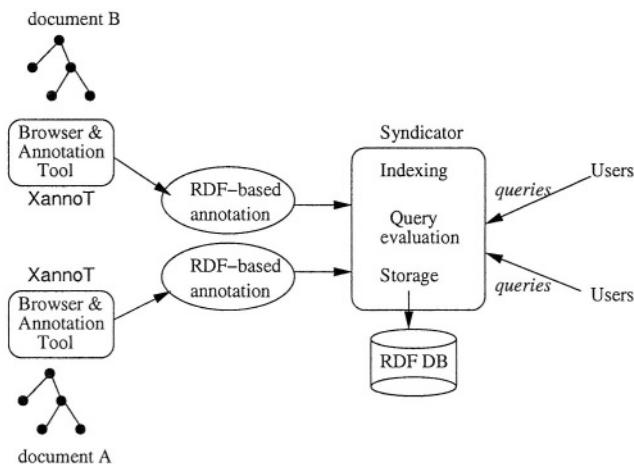 document B
Browser &
Annotation
Tool
XannoT
RDF-based
annotation
Syndicator
Indexing
Query
evaluation
Storage
queries
Users
XannoT
Browser &
Annotation
Tool
RDF-based
annotation
queries
Users
RDF DB
document A